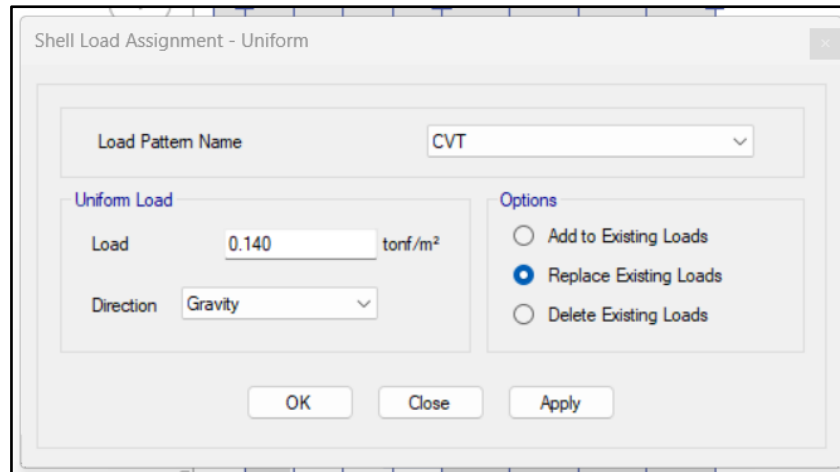 Shell Load Assignment - Uniform
Load Pattern Name CVT
Uniform Load
Load 0.140 tonf/m²
Direction Gravity
Options
Add to Existing Loads
Replace Existing Loads
Delete Existing Loads
OK Close Apply